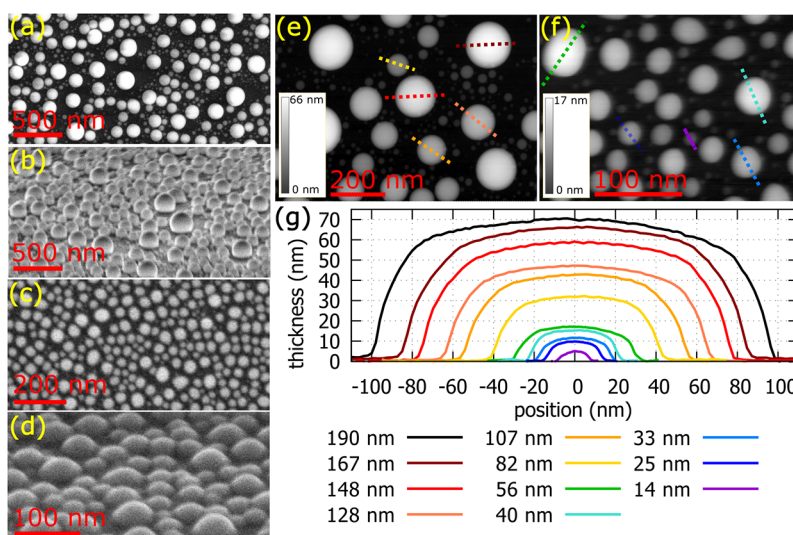 (a)
500 nm
(b)
500 nm
(c)
200 nm
(d)
100 nm
(e)
66 nm
0 nm
200 nm
(f)
17 nm
0 nm
100 nm
(g)
thickness (nm)
70
60
50
40
30
20
10
0
-100 -80 -60 -40 -20 0 20 40 60 80 100
position (nm)
190 nm 107 nm 33 nm
167 nm 82 nm 25 nm
148 nm 56 nm 14 nm
128 nm 40 nm